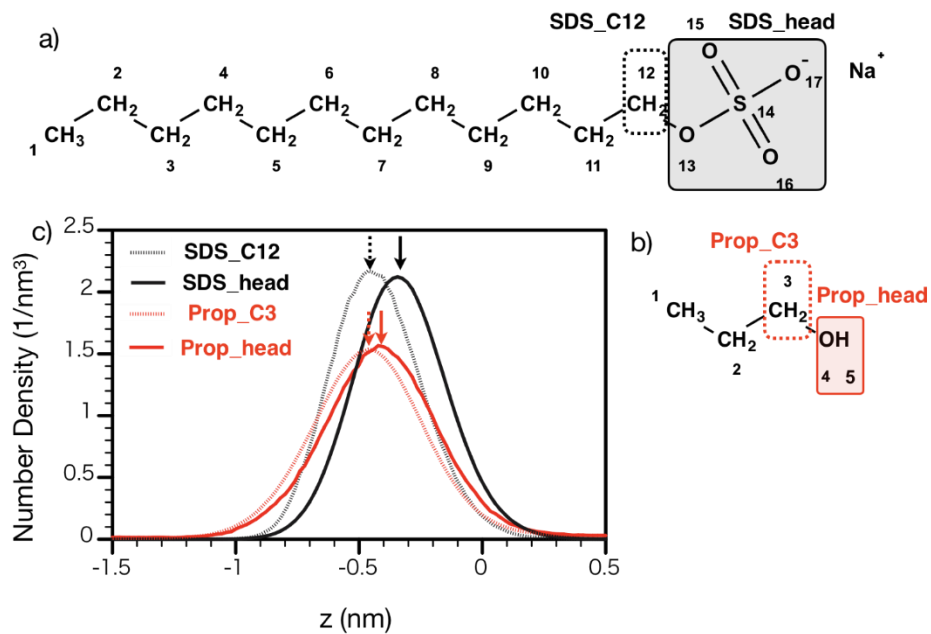 a)
SDS_C12 15 SDS_head
2 4 6 8 10 12 O O⁻ 17 Na⁺
CH₂ CH₂ CH₂ CH₂ CH₂ CH₂ S 14
CH₃ CH₂ CH₂ CH₂ CH₂ CH₂ O O
1 3 5 7 9 11 13 16
c)
2.5
2
1.5
1
0.5
0
Number Density (1/nm³)
SDS_C12
SDS_head
Prop_C3
Prop_head
-1.5 -1 -0.5 0 0.5
z (nm)
b)
Prop_C3
1 3 Prop_head
CH₃ CH₂ OH
CH₂ 4 5
2